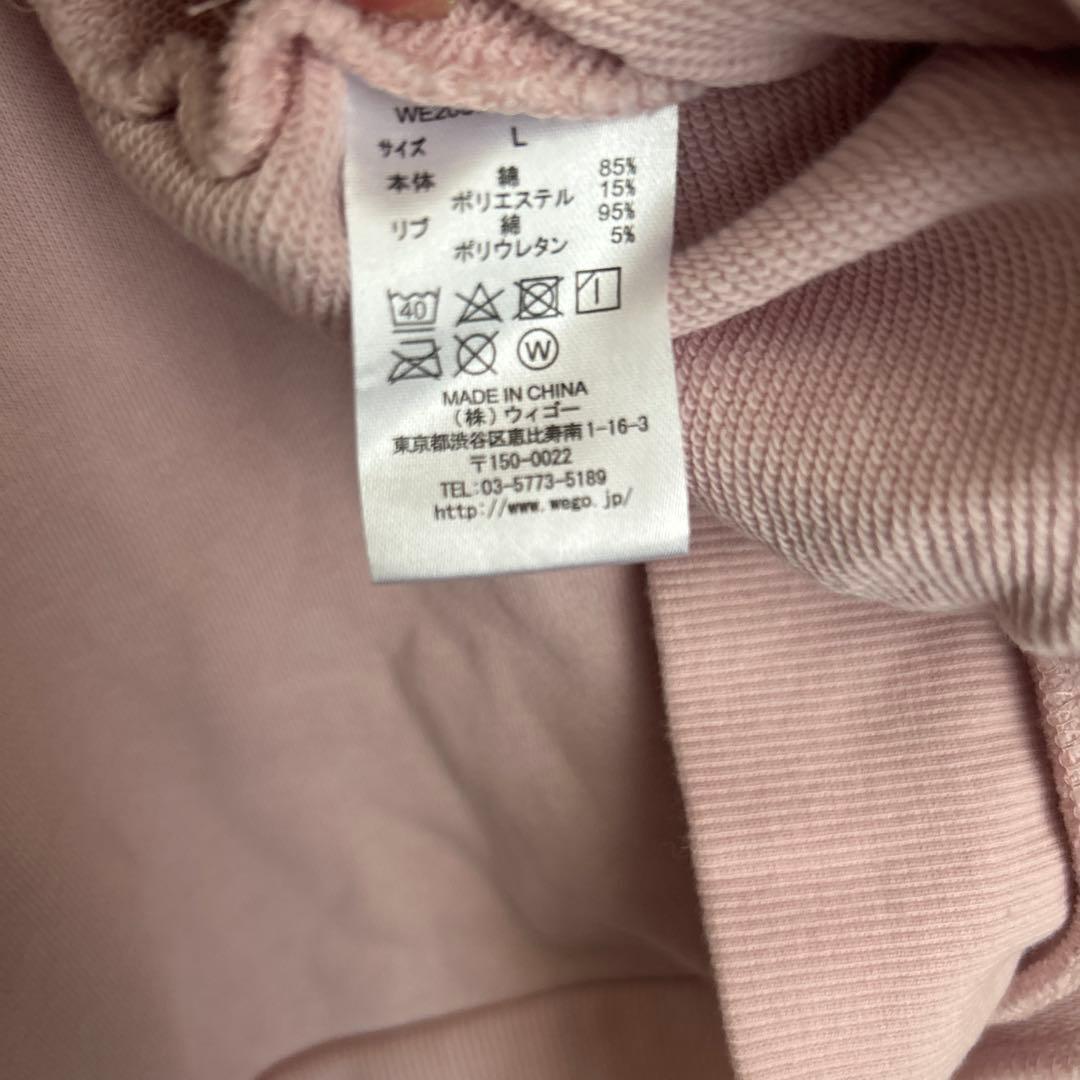 サイズ L
本体 綿 85%
ポリエステル 15%
リブ 綿 95%
ポリウレタン 5%
40
W
MADE IN CHINA
(株)ウィゴー
東京都渋谷区恵比寿南1-16-3
〒150-0022
TEL:03-5773-5189
http://www.wego.jp/